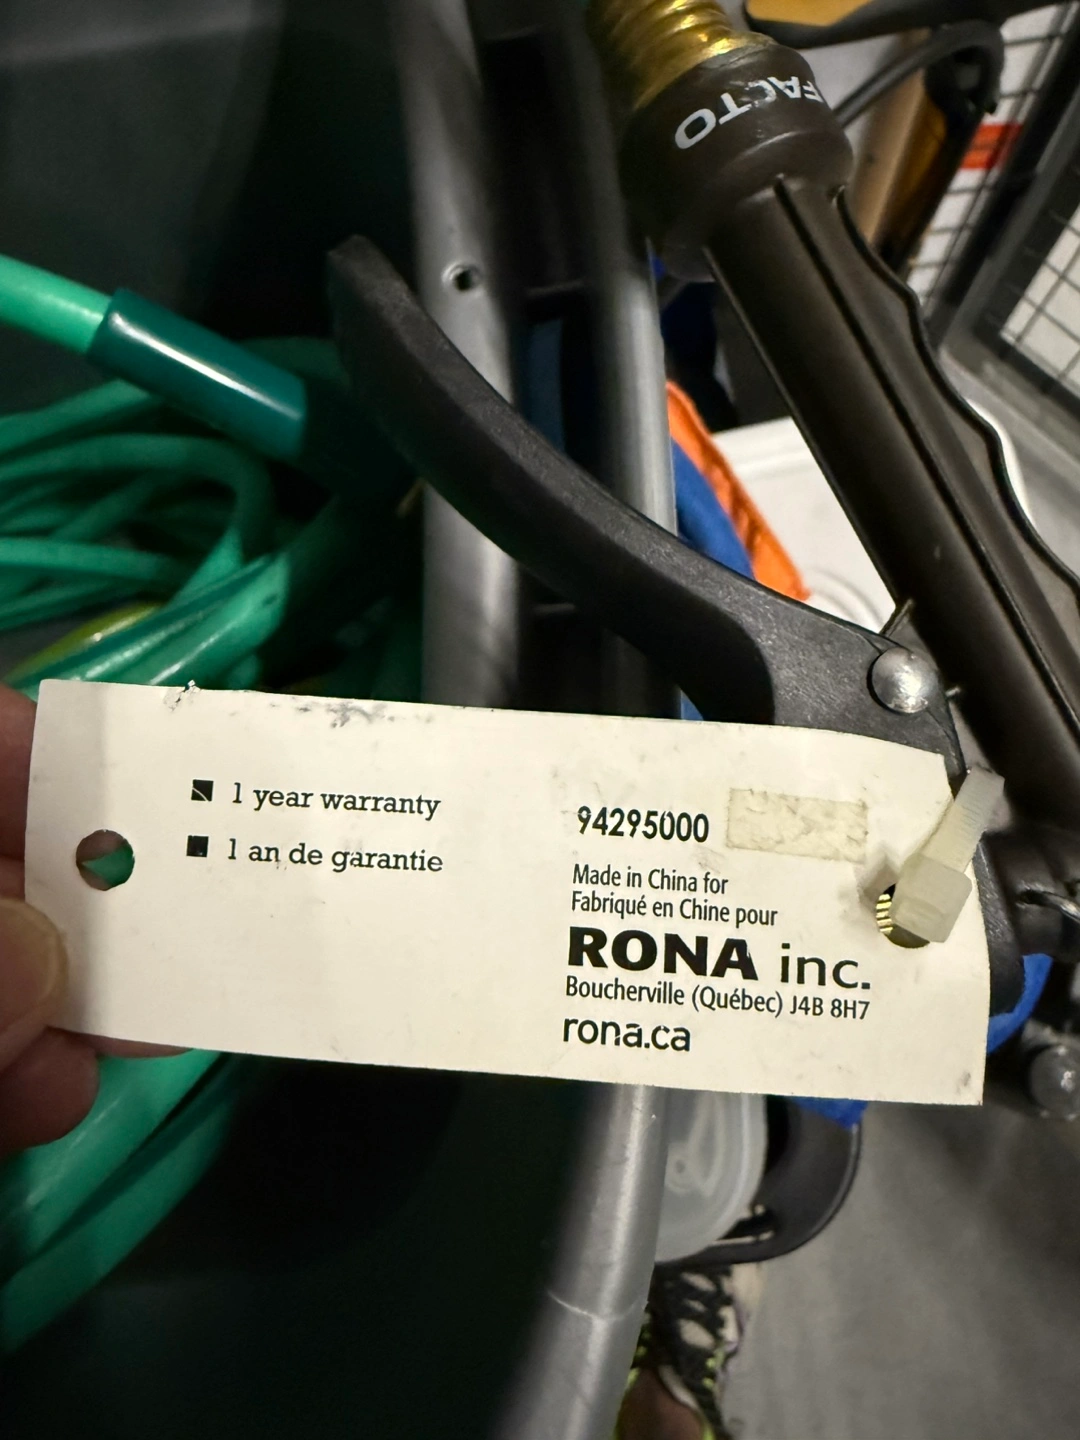 FACTO
1 year warranty
1 an de garantie
94295000
Made in China for
Fabriqué en Chine pour
RONA inc.
Boucherville (Québec) J4B 8H7
rona.ca